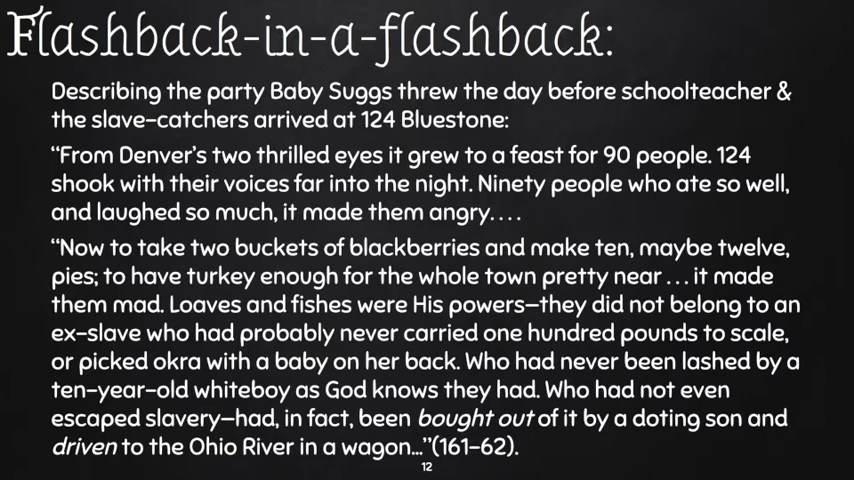 Flashback-in-a-flashback:
Describing the party Baby Suggs threw the day before schoolteacher &
the slave-catchers arrived at 124 Bluestone:
“From Denver’s two thrilled eyes it grew to a feast for 90 people. 124
shook with their voices far into the night. Ninety people who ate so well,
and laughed so much, it made them angry. . . .
“Now to take two buckets of blackberries and make ten, maybe twelve,
pies; to have turkey enough for the whole town pretty near . . . it made
them mad. Loaves and fishes were His powers—they did not belong to an
ex-slave who had probably never carried one hundred pounds to scale,
or picked okra with a baby on her back. Who had never been lashed by a
ten-year-old whiteboy as God knows they had. Who had not even
escaped slavery—had, in fact, been bought out of it by a doting son and
driven to the Ohio River in a wagon...”(161-62).
12